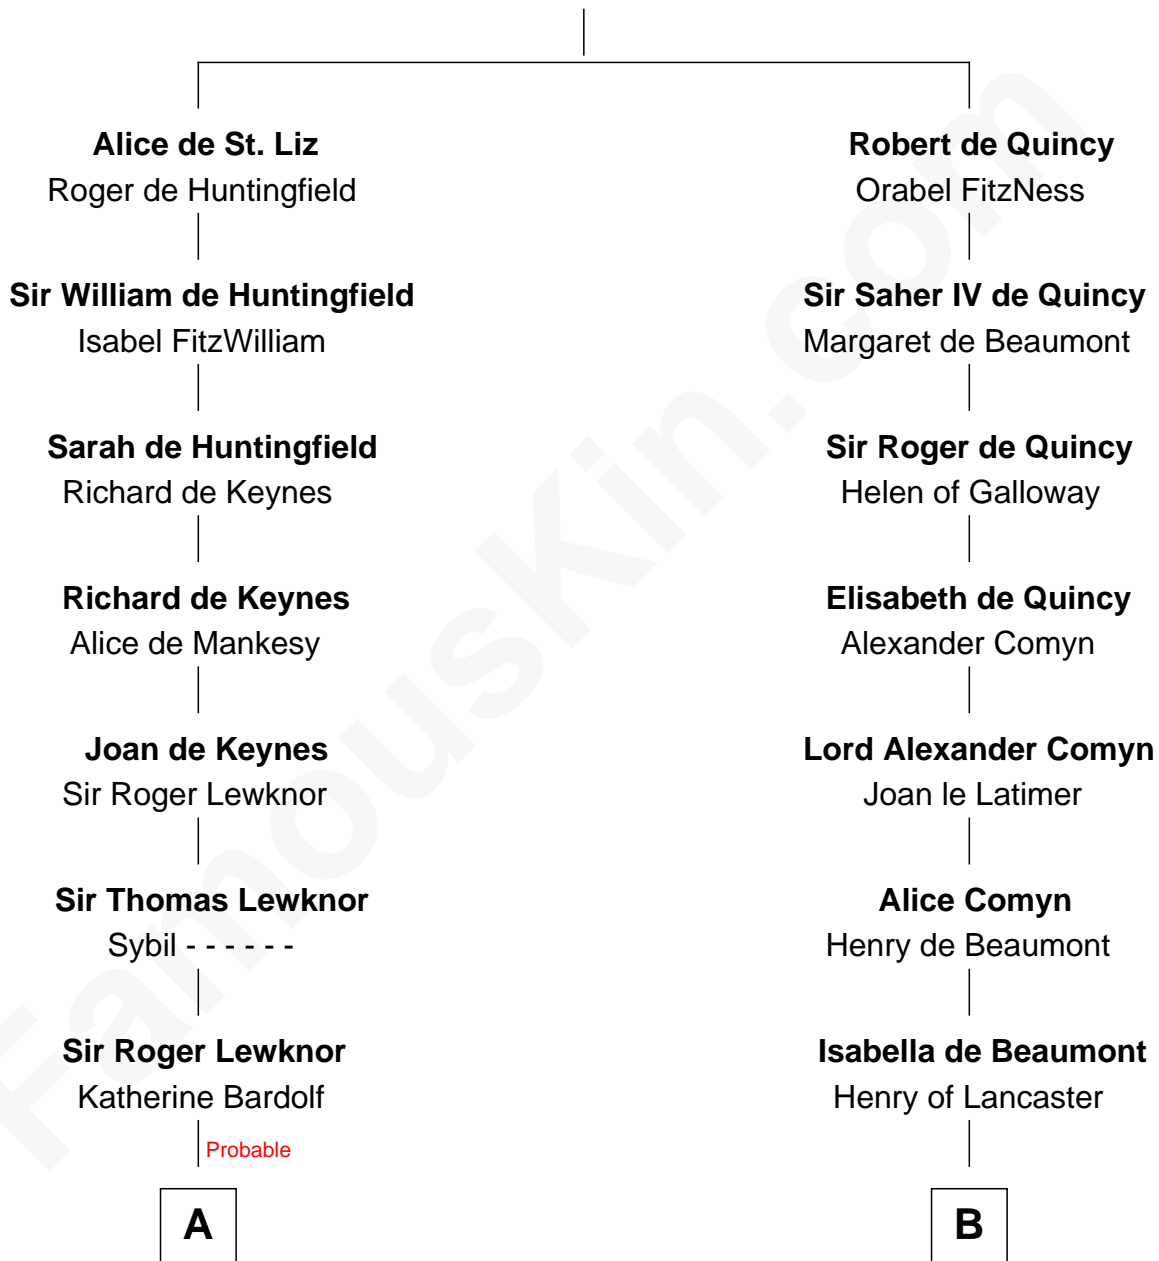 Alice de St. Liz
Roger de Huntingfield
Sir William de Huntingfield
Isabel FitzWilliam
Sarah de Huntingfield
Richard de Keynes
Richard de Keynes
Alice de Mankesy
Joan de Keynes
Sir Roger Lewknor
Sir Thomas Lewknor
Sybil - - - - - -
Sir Roger Lewknor
Katherine Bardolf
Probable
A
Robert de Quincy
Orabel FitzNess
Sir Saher IV de Quincy
Margaret de Beaumont
Sir Roger de Quincy
Helen of Galloway
Elisabeth de Quincy
Alexander Comyn
Lord Alexander Comyn
Joan le Latimer
Alice Comyn
Henry de Beaumont
Isabella de Beaumont
Henry of Lancaster
B
FamousKin.com